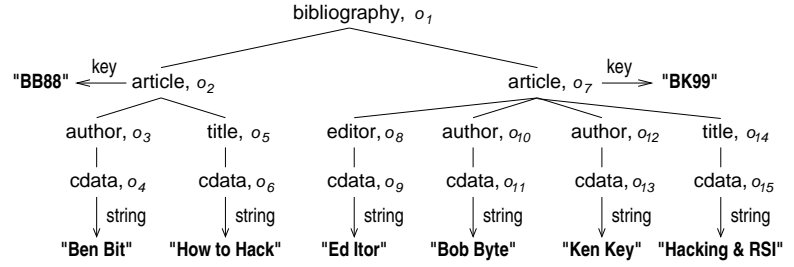 bibliography, o1
"BB88" key article, o2 article, o7 key "BK99"
author, o3 title, o5 editor, o8 author, o10 author, o12 title, o14
cdata, o4 cdata, o6 cdata, o9 cdata, o11 cdata, o13 cdata, o15
string string string string string string
"Ben Bit" "How to Hack" "Ed Itor" "Bob Byte" "Ken Key" "Hacking & RSI"